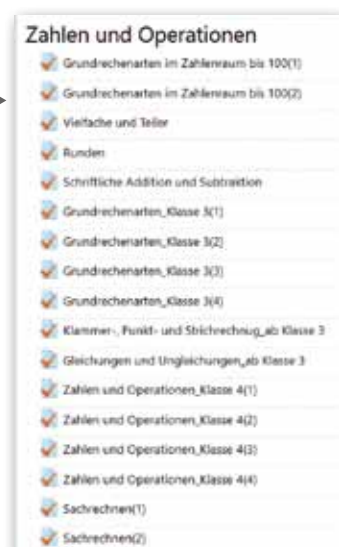 Zahlen und Operationen
Grundrechenarten im Zahlenraum bis 100(1)
Grundrechenarten im Zahlenraum bis 100(2)
Vielfache und Teiler
Runden
Schriftliche Addition und Subtraktion
Grundrechenarten_Klasse 3(1)
Grundrechenarten_Klasse 3(2)
Grundrechenarten_Klasse 3(3)
Grundrechenarten_Klasse 3(4)
Klammer-, Punkt- und Strichrechnug_ab Klasse 3
Gleichungen und Ungleichungen_ab Klasse 3
Zahlen und Operationen_Klasse 4(1)
Zahlen und Operationen_Klasse 4(2)
Zahlen und Operationen_Klasse 4(3)
Zahlen und Operationen_Klasse 4(4)
Sachrechnen(1)
Sachrechnen(2)